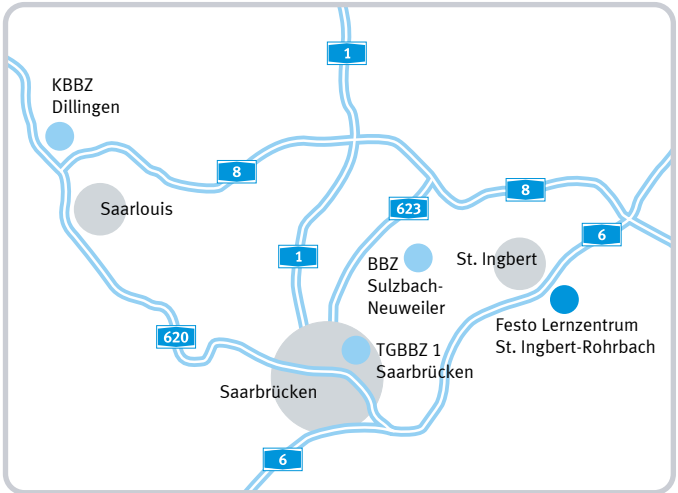 1
KBBZ
Dillingen
8
8
623
Saarlouis
6
1
BBZ
Sulzbach-
Neuweiler
St. Ingbert
Festo Lernzentrum
St. Ingbert-Rohrbach
620
TGBBZ 1
Saarbrücken
Saarbrücken
6